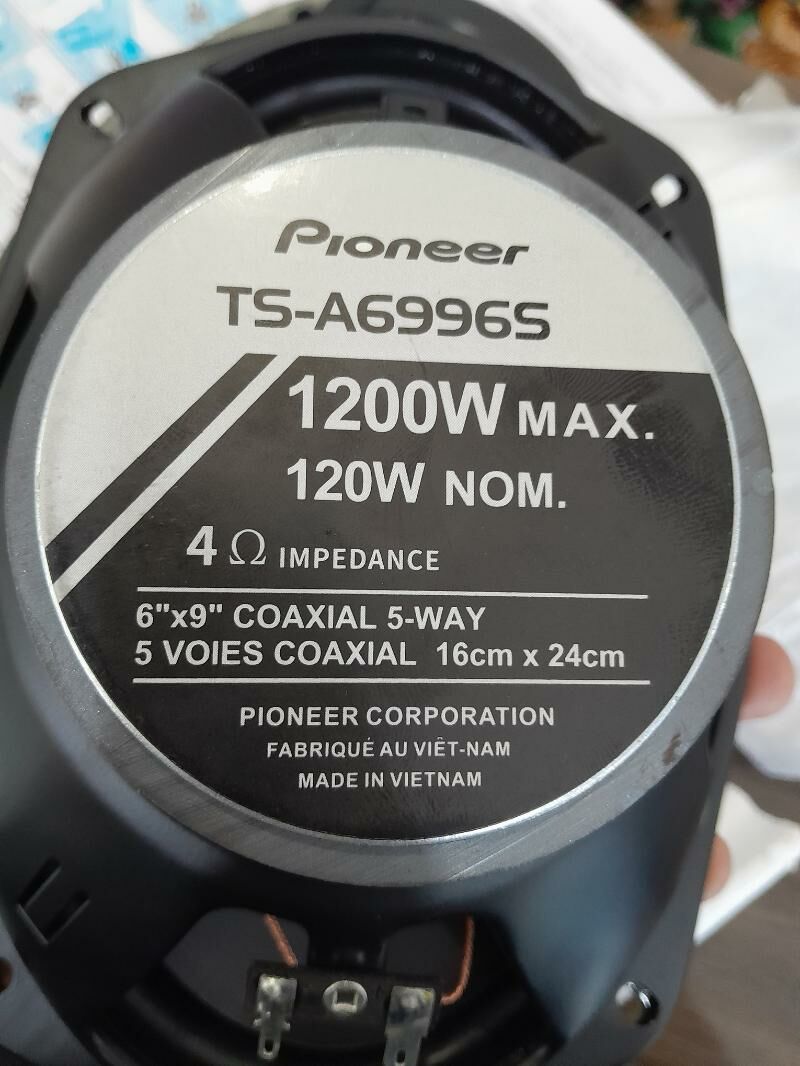 Pioneer
TS-A6996S
1200W MAX.
120W NOM.
4 Ω IMPEDANCE
6"x9" COAXIAL 5-WAY
5 VOIES COAXIAL 16cm x 24cm
PIONEER CORPORATION
FABRIQUÉ AU VIÊT-NAM
MADE IN VIETNAM